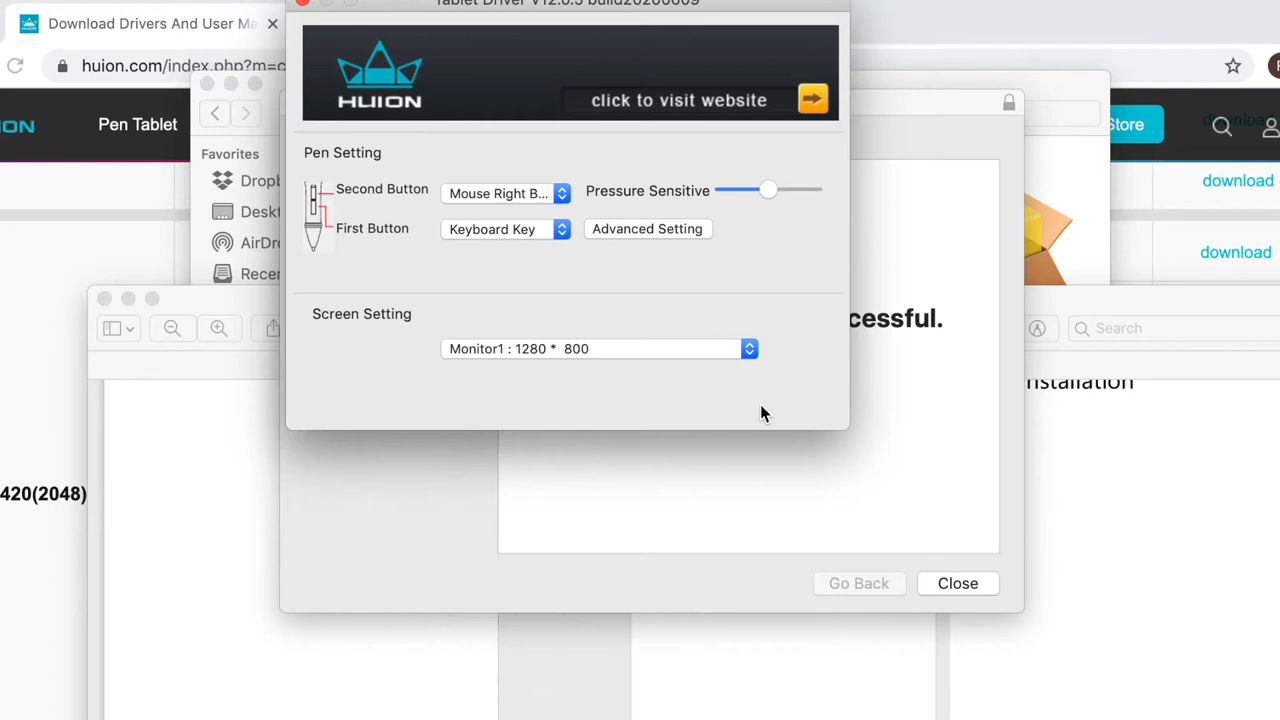 Download Drivers And User Ma
Tablet Driver V12.0.5 build20200609
huion.com/index.php?m=c
HUION
click to visit website
ION
Pen Tablet
Store
Favorites
Dropb
Deskt
AirDro
Recen
Pen Setting
Second Button
Mouse Right B...
Pressure Sensitive
First Button
Keyboard Key
Advanced Setting
download
download
Screen Setting
Monitor1 : 1280 * 800
cessful.
Search
nstallation
420(2048)
Go Back
Close